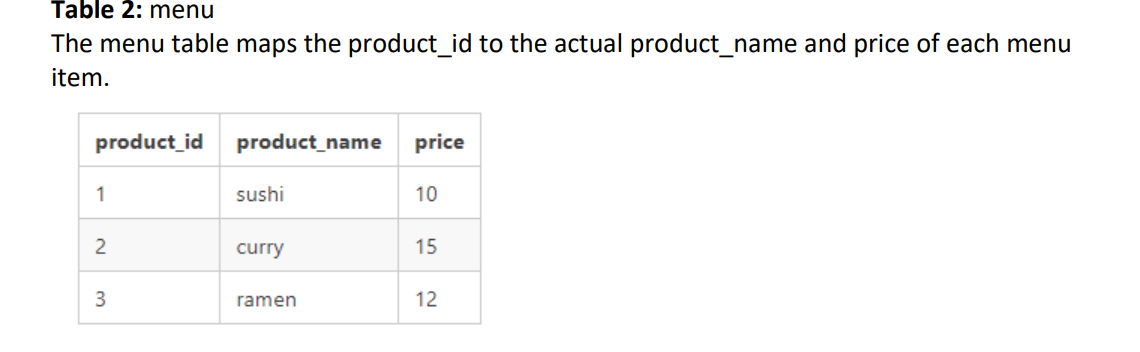 Table 2: menu
The menu table maps the product_id to the actual product_name and price of each menu
item.
product_id product_name price
1 sushi 10
2 curry 15
3 ramen 12